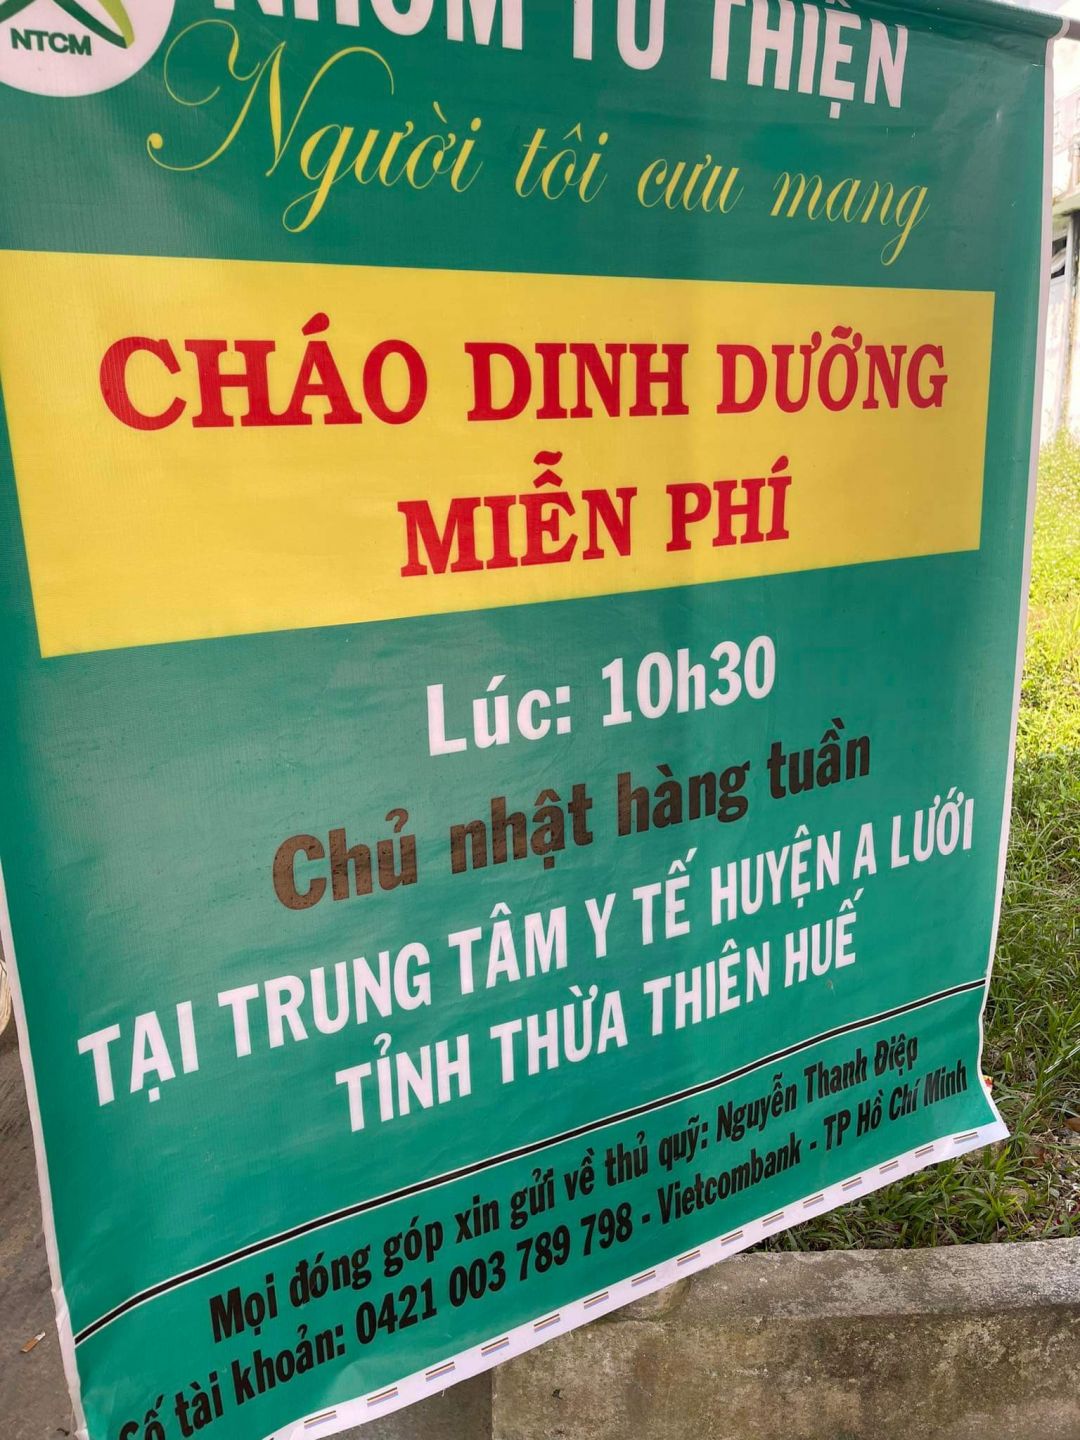 NTCM
NHÓM TỪ THIỆN
Người tôi cưu mang
CHÁO DINH DƯỠNG
MIỄN PHÍ
Lúc: 10h30
Chủ nhật hàng tuần
TẠI TRUNG TÂM Y TẾ HUYỆN A LƯỚI
TỈNH THỪA THIÊN HUẾ
Mọi đóng góp xin gửi về thủ quỹ: Nguyễn Thanh Điệp
Số tài khoản: 0421 003 789 798 - Vietcombank - TP Hồ Chí Minh